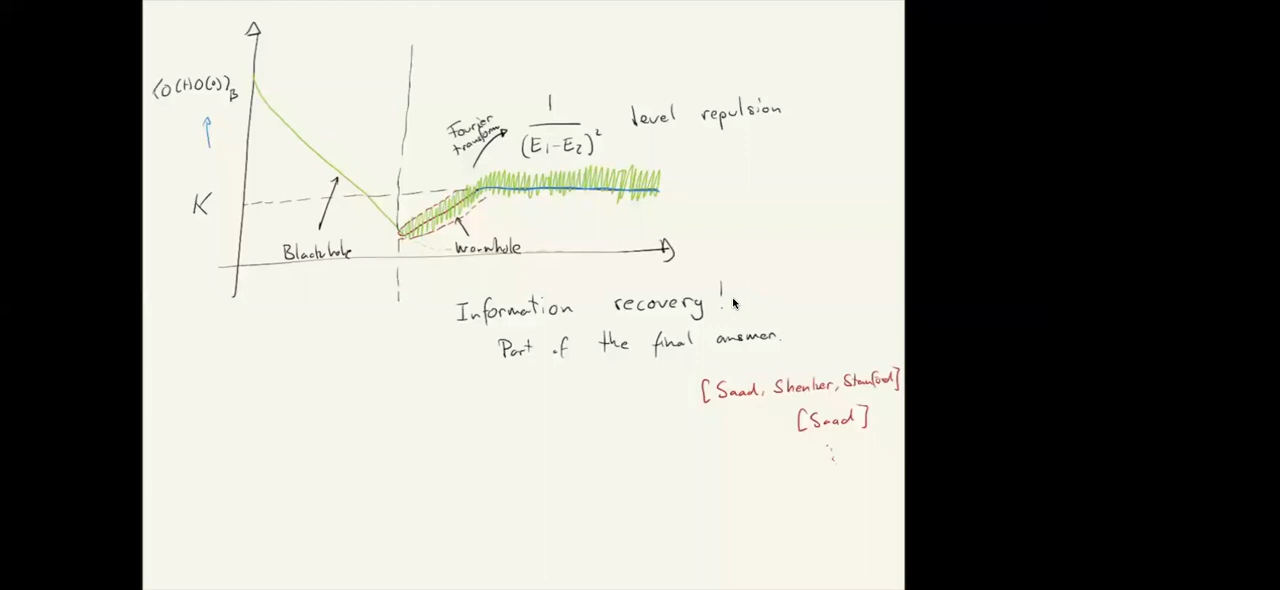 ⟨O(t)O(0)⟩_β
Fourier
transform
1
(E₁-E₂)²
level repulsion
K
Blackhole
wormhole
Information recovery!
Part of the final answer.
[Saad, Shenker, Stanford]
[Saad]
⋮